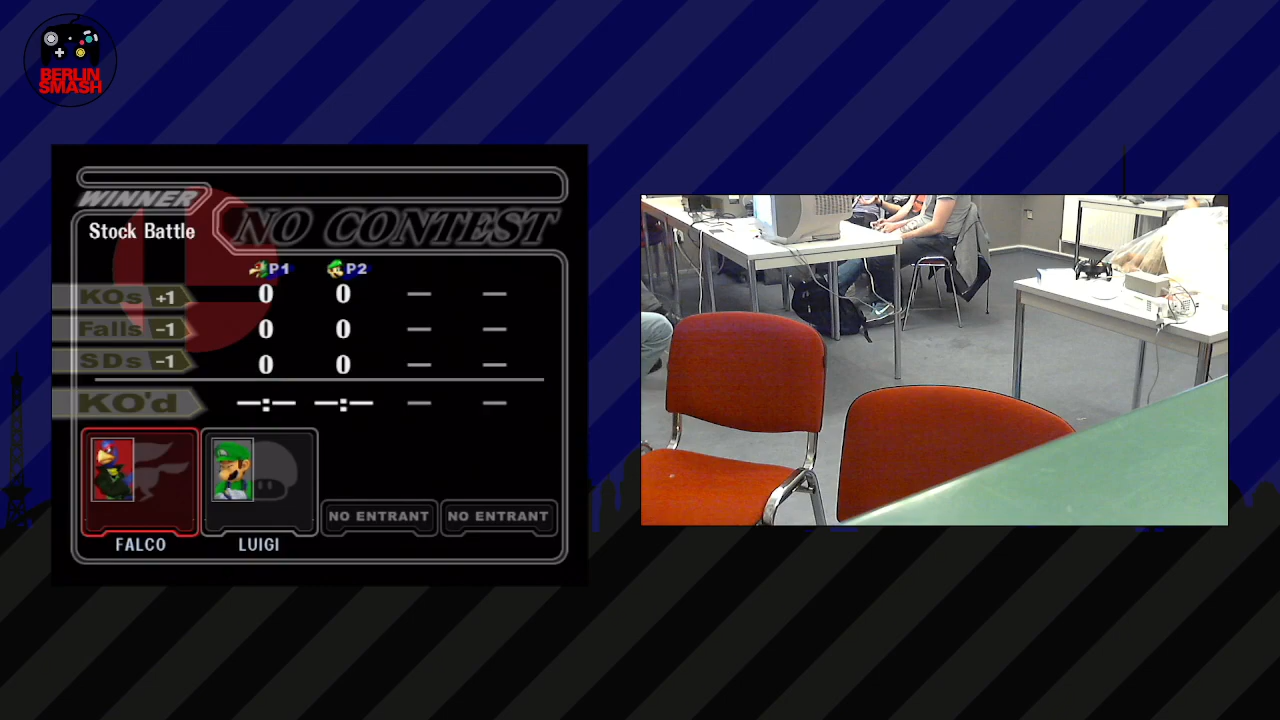 BERLIN
SMASH
WINNER
NO CONTEST
Stock Battle
P1 P2
KOs +1 0 0 — —
Falls -1 0 0 — —
SDs -1 0 0 — —
KO'd —:— —:— — —
NO ENTRANT NO ENTRANT
FALCO LUIGI